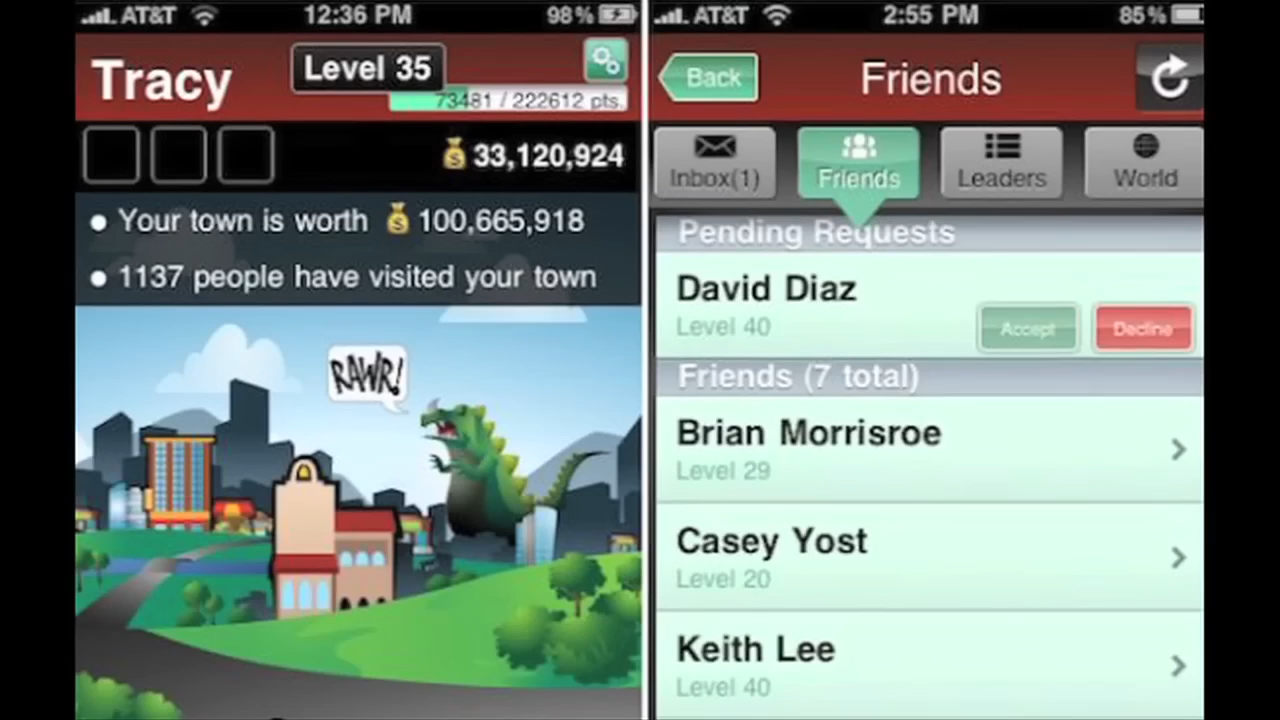 AT&T 12:36 PM 98%
Tracy
Level 35
73481 / 222612 pts.
33,120,924
• Your town is worth 100,665,918
• 1137 people have visited your town
RAWR!
AT&T 2:55 PM 85%
Back
Friends
Inbox(1)
Friends
Leaders
World
Pending Requests
David Diaz
Level 40
Accept
Decline
Friends (7 total)
Brian Morrisroe
Level 29
Casey Yost
Level 20
Keith Lee
Level 40